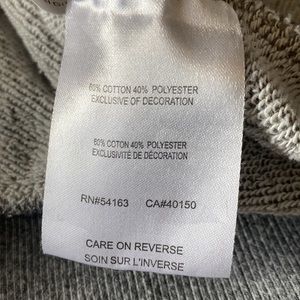 60% COTTON 40% POLYESTER
EXCLUSIVE OF DECORATION
60% COTTON 40% POLYESTER
EXCLUSIVITÉ DE DÉCORATION
RN#54163 CA#40150
CARE ON REVERSE
SOIN SUR L'INVERSE